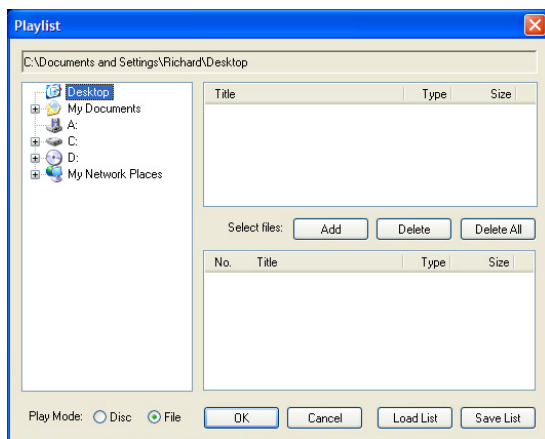 Playlist
C:\Documents and Settings\Richard\Desktop
Desktop
My Documents
A:
C:
D:
My Network Places
Title Type Size
Select files: Add Delete Delete All
No. Title Type Size
Play Mode: Disc File OK Cancel Load List Save List